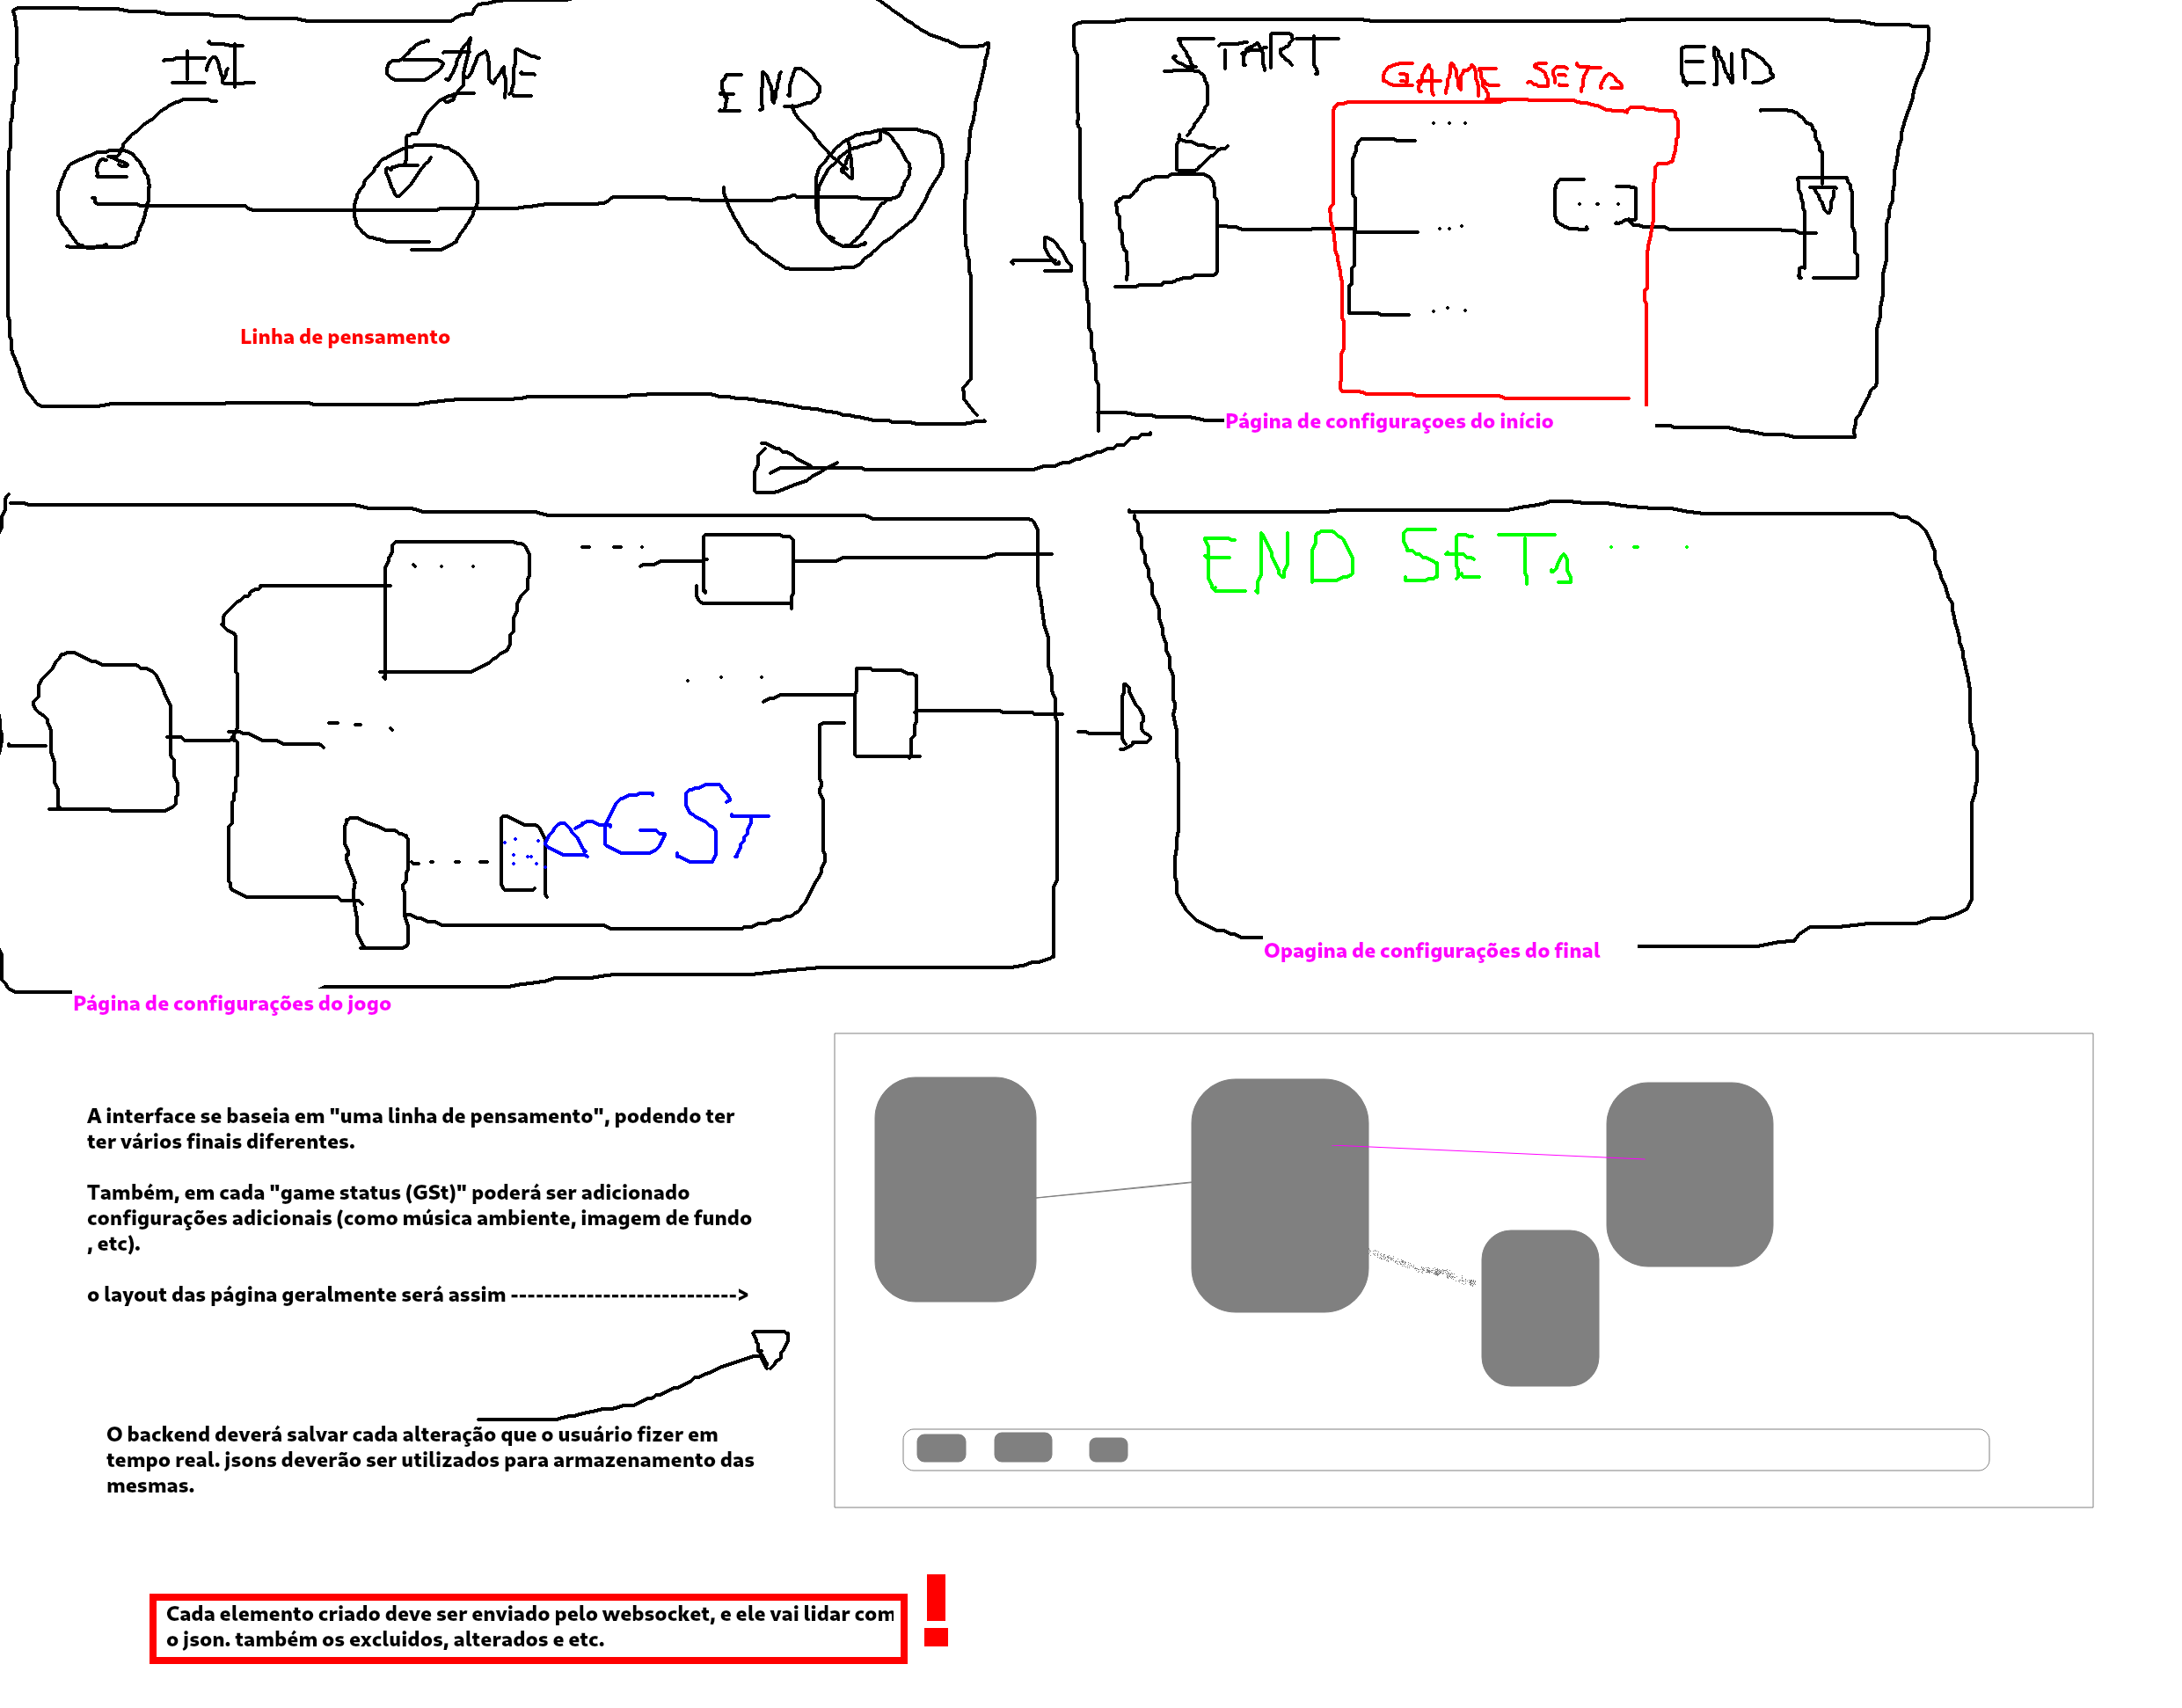 INI
GAME
END
Linha de pensamento
START
GAME SETs
END
Página de configuraçoes do início
GSt
Página de configurações do jogo
END SETs ...
Opagina de configurações do final
A interface se baseia em "uma linha de pensamento", podendo ter
ter vários finais diferentes.
Também, em cada "game status (GSt)" poderá ser adicionado
configurações adicionais (como música ambiente, imagem de fundo
, etc).
o layout das página geralmente será assim --------------------------->
O backend deverá salvar cada alteração que o usuário fizer em
tempo real. jsons deverão ser utilizados para armazenamento das
mesmas.
Cada elemento criado deve ser enviado pelo websocket, e ele vai lidar com
o json. também os excluidos, alterados e etc.
!